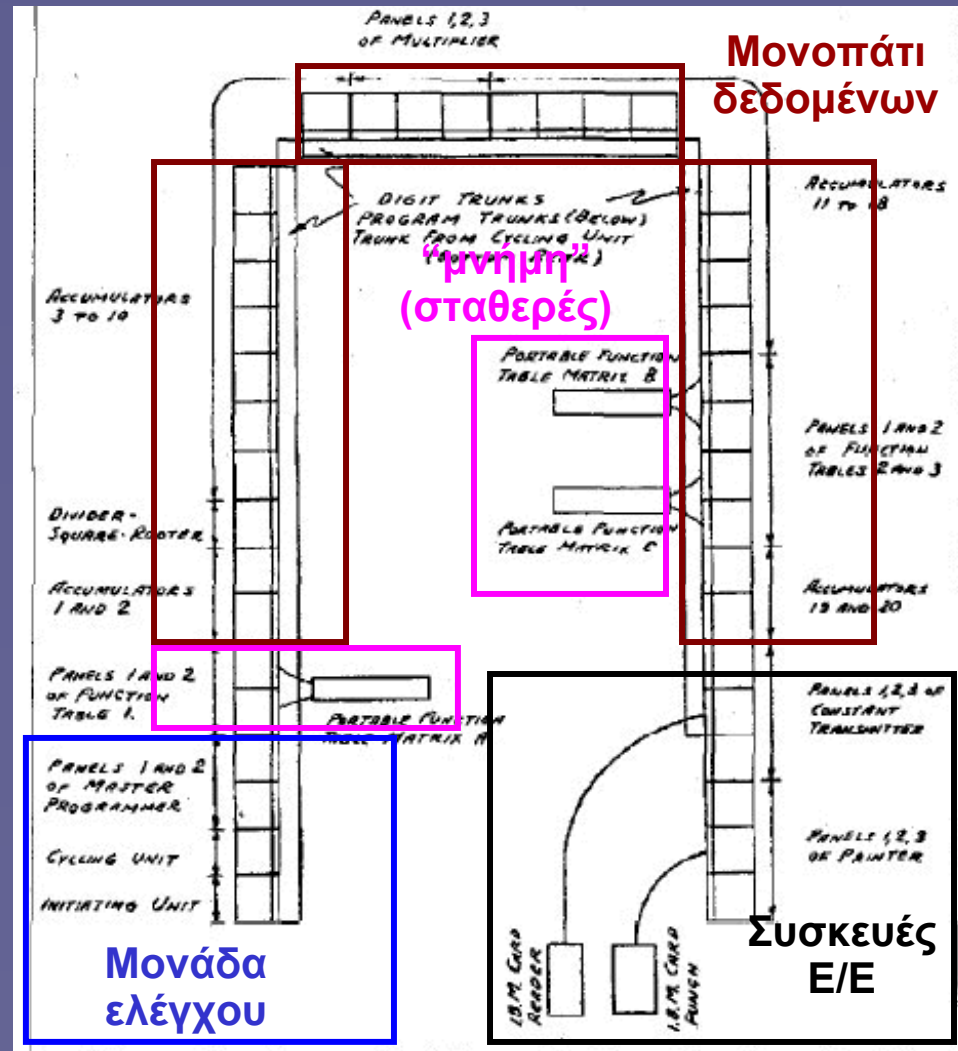 PANELS 1,2,3
OF MULTIPLIER
Μονοπάτι
δεδομένων
DIGIT TRUNKS
PROGRAM TRUNKS (BELOW)
TRUNK FROM CYCLING UNIT
“μνήμη”
(σταθερές)
ACCUMULATORS
11 TO 18
ACCUMULATORS
3 TO 10
PORTABLE FUNCTION
TABLE MATRIX B
PANELS 1 AND 2
OF FUNCTION
TABLES 2 AND 3
DIVIDER-
SQUARE-ROOTER
PORTABLE FUNCTION
TABLE MATRIX C
ACCUMULATORS
1 AND 2
ACCUMULATORS
19 AND 20
PANELS 1 AND 2
OF FUNCTION
TABLE 1.
PORTABLE FUNCTION
TABLE MATRIX A
PANELS 1,2,3 OF
CONSTANT
TRANSMITTER
PANELS 1 AND 2
OF MASTER
PROGRAMMER
CYCLING UNIT
INITIATING UNIT
PANELS 1,2,3
OF PRINTER
Μονάδα
ελέγχου
I.B.M. CARD
READER
I.B.M. CARD
PUNCH
Συσκευές
Ε/Ε